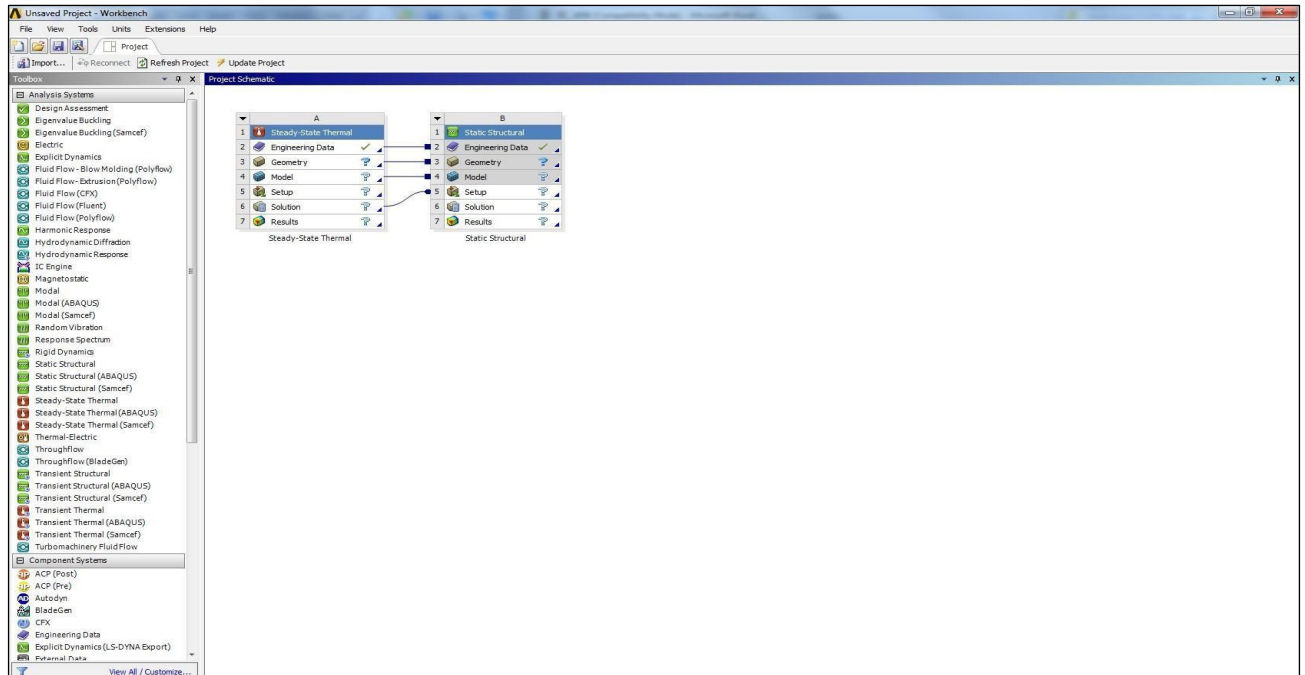 Unsaved Project - Workbench
File View Tools Units Extensions Help
Project
Import... Reconnect Refresh Project Update Project
Toolbox
Project Schematic
Analysis Systems
Design Assessment
Eigenvalue Buckling
Eigenvalue Buckling (Samcef)
Electric
Explicit Dynamics
Fluid Flow - Blow Molding (Polyflow)
Fluid Flow - Extrusion (Polyflow)
Fluid Flow (CFX)
Fluid Flow (Fluent)
Fluid Flow (Polyflow)
Harmonic Response
Hydrodynamic Diffraction
Hydrodynamic Response
IC Engine
Magnetostatic
Modal
Modal (ABAQUS)
Modal (Samcef)
Random Vibration
Response Spectrum
Rigid Dynamics
Static Structural
Static Structural (ABAQUS)
Static Structural (Samcef)
Steady-State Thermal
Steady-State Thermal (ABAQUS)
Steady-State Thermal (Samcef)
Thermal-Electric
Throughflow
Throughflow (BladeGen)
Transient Structural
Transient Structural (ABAQUS)
Transient Structural (Samcef)
Transient Thermal
Transient Thermal (ABAQUS)
Transient Thermal (Samcef)
Turbomachinery Fluid Flow
Component Systems
ACP (Post)
ACP (Pre)
Autodyn
BladeGen
CFX
Engineering Data
Explicit Dynamics (LS-DYNA Export)
External Data
View All / Customize...
A
1 Steady-State Thermal
2 Engineering Data
3 Geometry
4 Model
5 Setup
6 Solution
7 Results
Steady-State Thermal
B
1 Static Structural
2 Engineering Data
3 Geometry
4 Model
5 Setup
6 Solution
7 Results
Static Structural